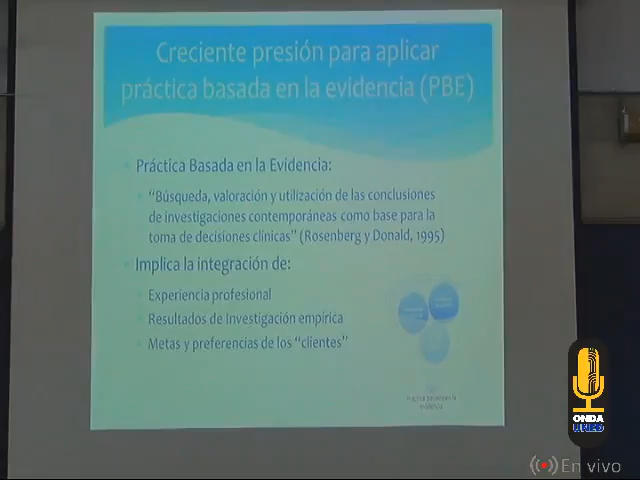 Creciente presión para aplicar
práctica basada en la evidencia (PBE)
Práctica Basada en la Evidencia:
"Búsqueda, valoración y utilización de las conclusiones
de investigaciones contemporáneas como base para la
toma de decisiones clínicas" (Rosenberg y Donald, 1995)
Implica la integración de:
Experiencia profesional
Resultados de Investigación empírica
Metas y preferencias de los "clientes"
ONDA
UNED
En vivo